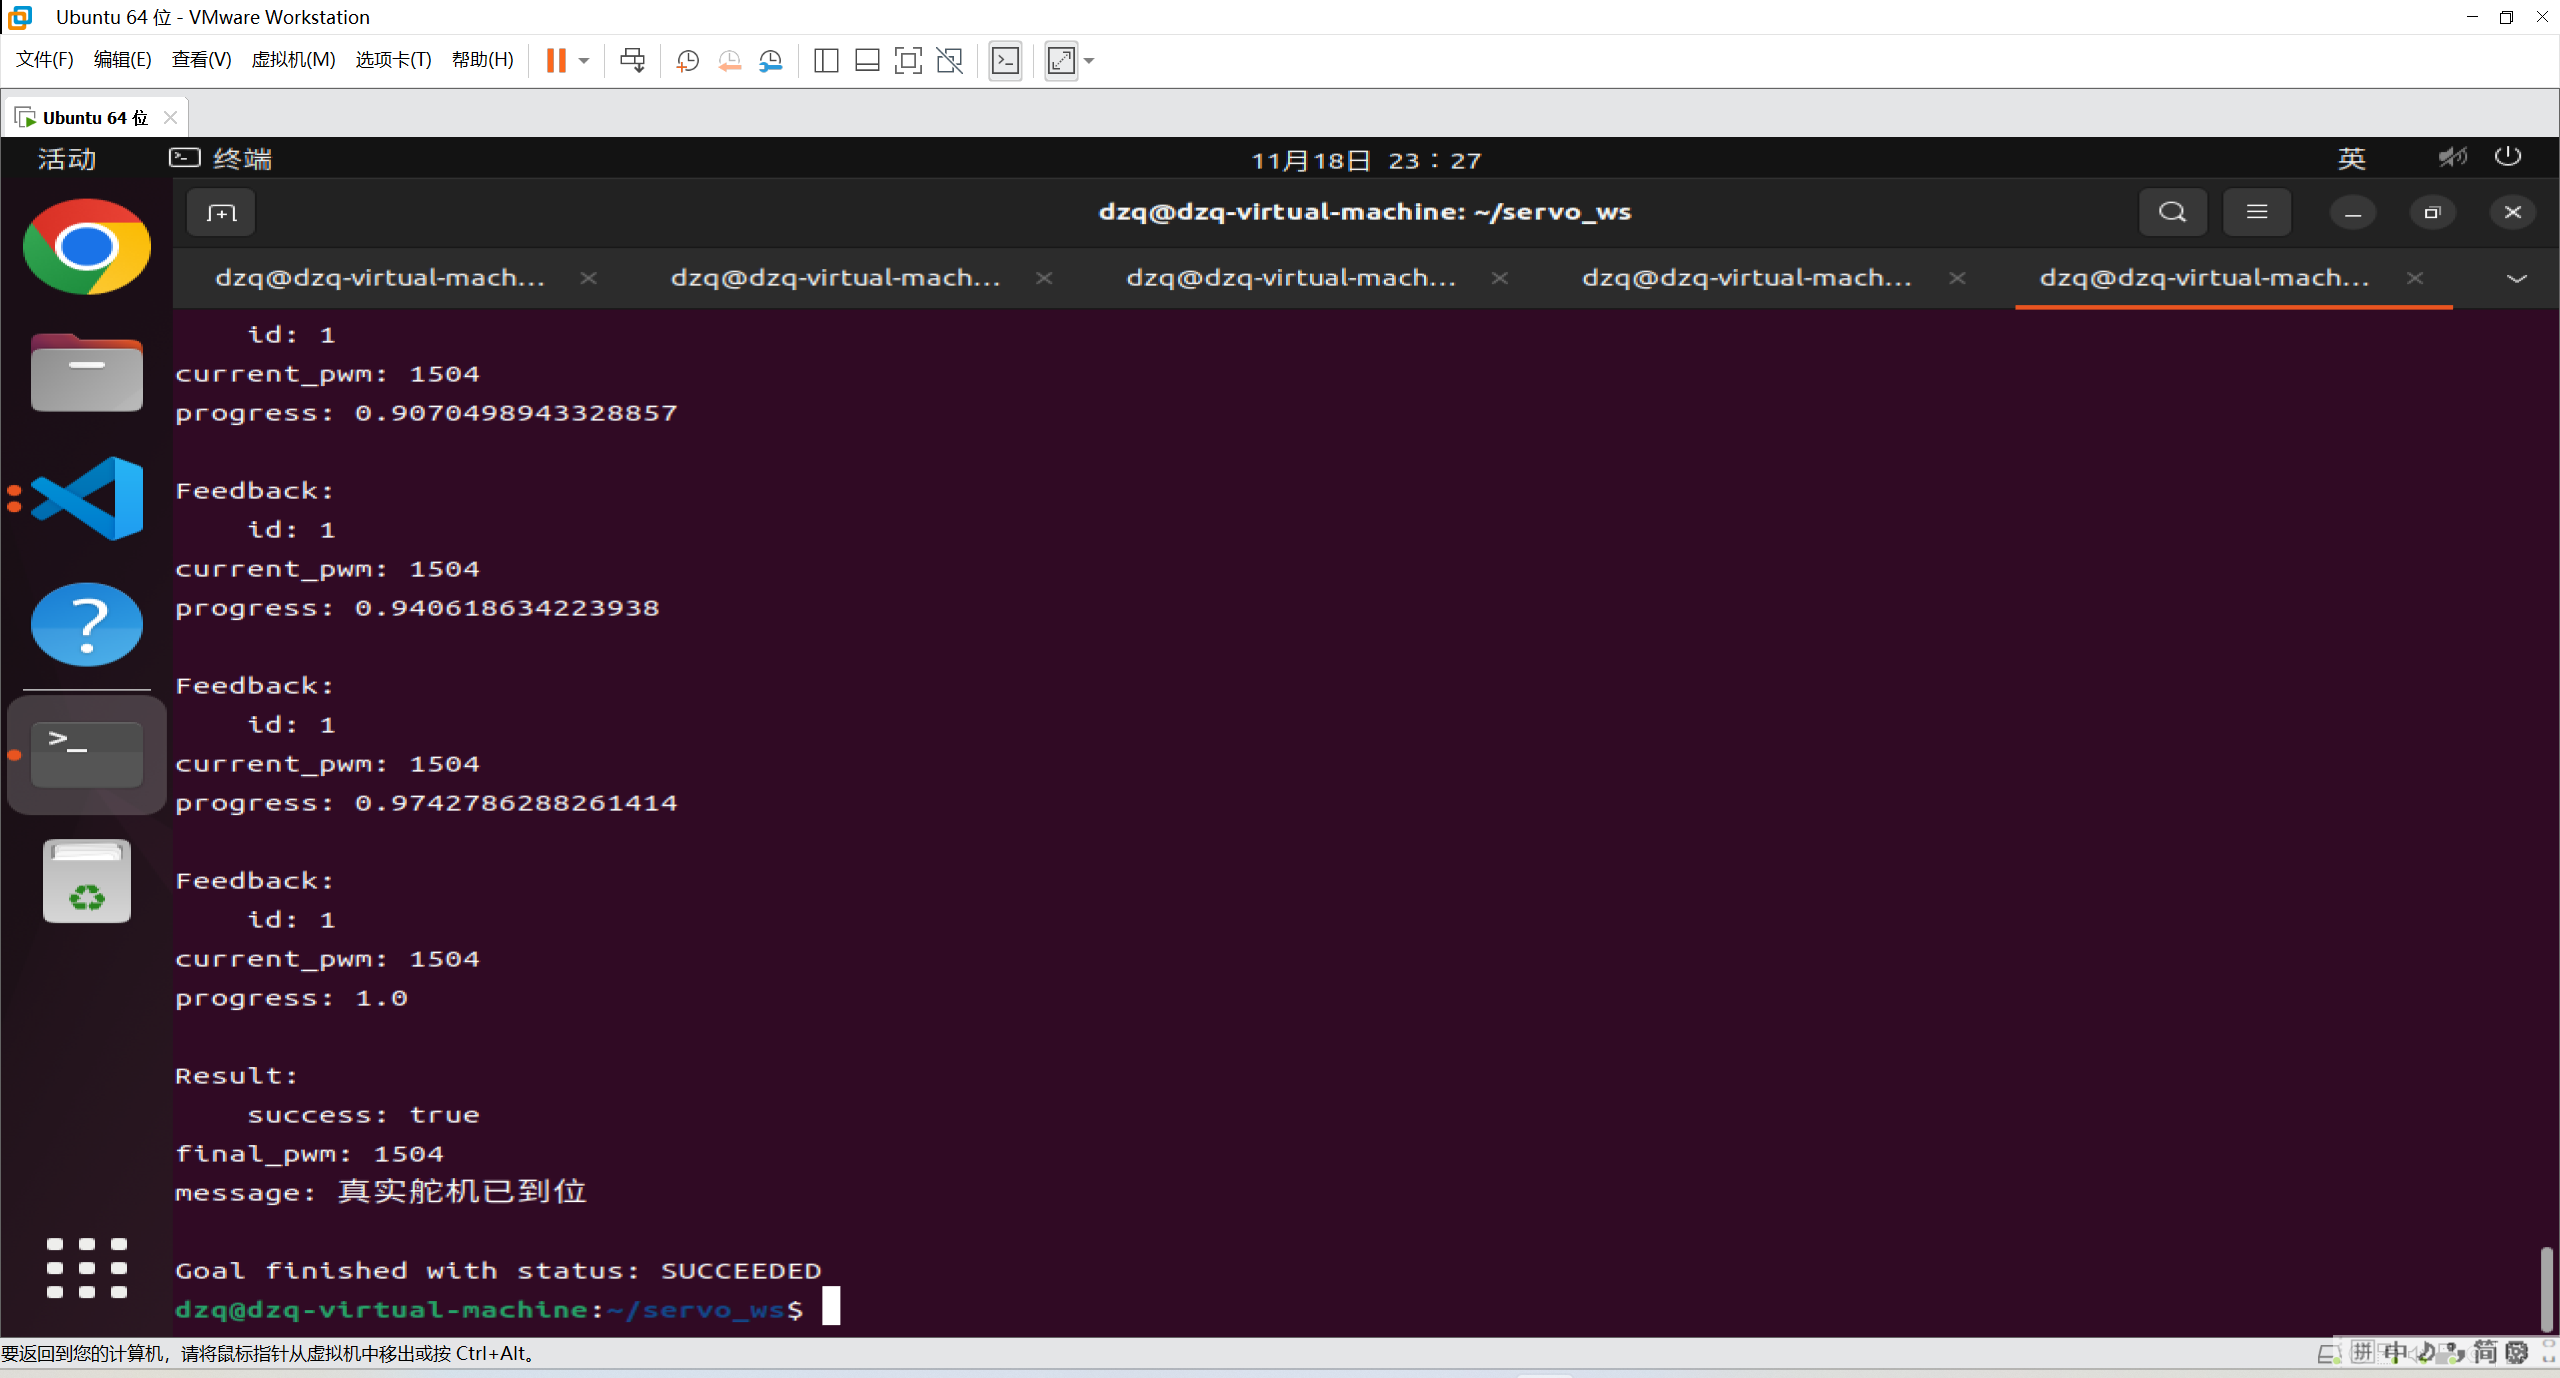 Ubuntu 64 位 - VMware Workstation
文件(F) 编辑(E) 查看(V) 虚拟机(M) 选项卡(T) 帮助(H)
Ubuntu 64 位
活动 终端 11月18日 23：27 英
dzq@dzq-virtual-machine: ~/servo_ws
dzq@dzq-virtual-mach... dzq@dzq-virtual-mach... dzq@dzq-virtual-mach... dzq@dzq-virtual-mach... dzq@dzq-virtual-mach...
id: 1
current_pwm: 1504
progress: 0.9070498943328857
Feedback:
id: 1
current_pwm: 1504
progress: 0.940618634223938
Feedback:
id: 1
current_pwm: 1504
progress: 0.9742786288261414
Feedback:
id: 1
current_pwm: 1504
progress: 1.0
Result:
success: true
final_pwm: 1504
message: 真实舵机已到位
Goal finished with status: SUCCEEDED
dzq@dzq-virtual-machine:~/servo_ws$
要返回到您的计算机，请将鼠标指针从虚拟机中移出或按 Ctrl+Alt。
拼 中 简